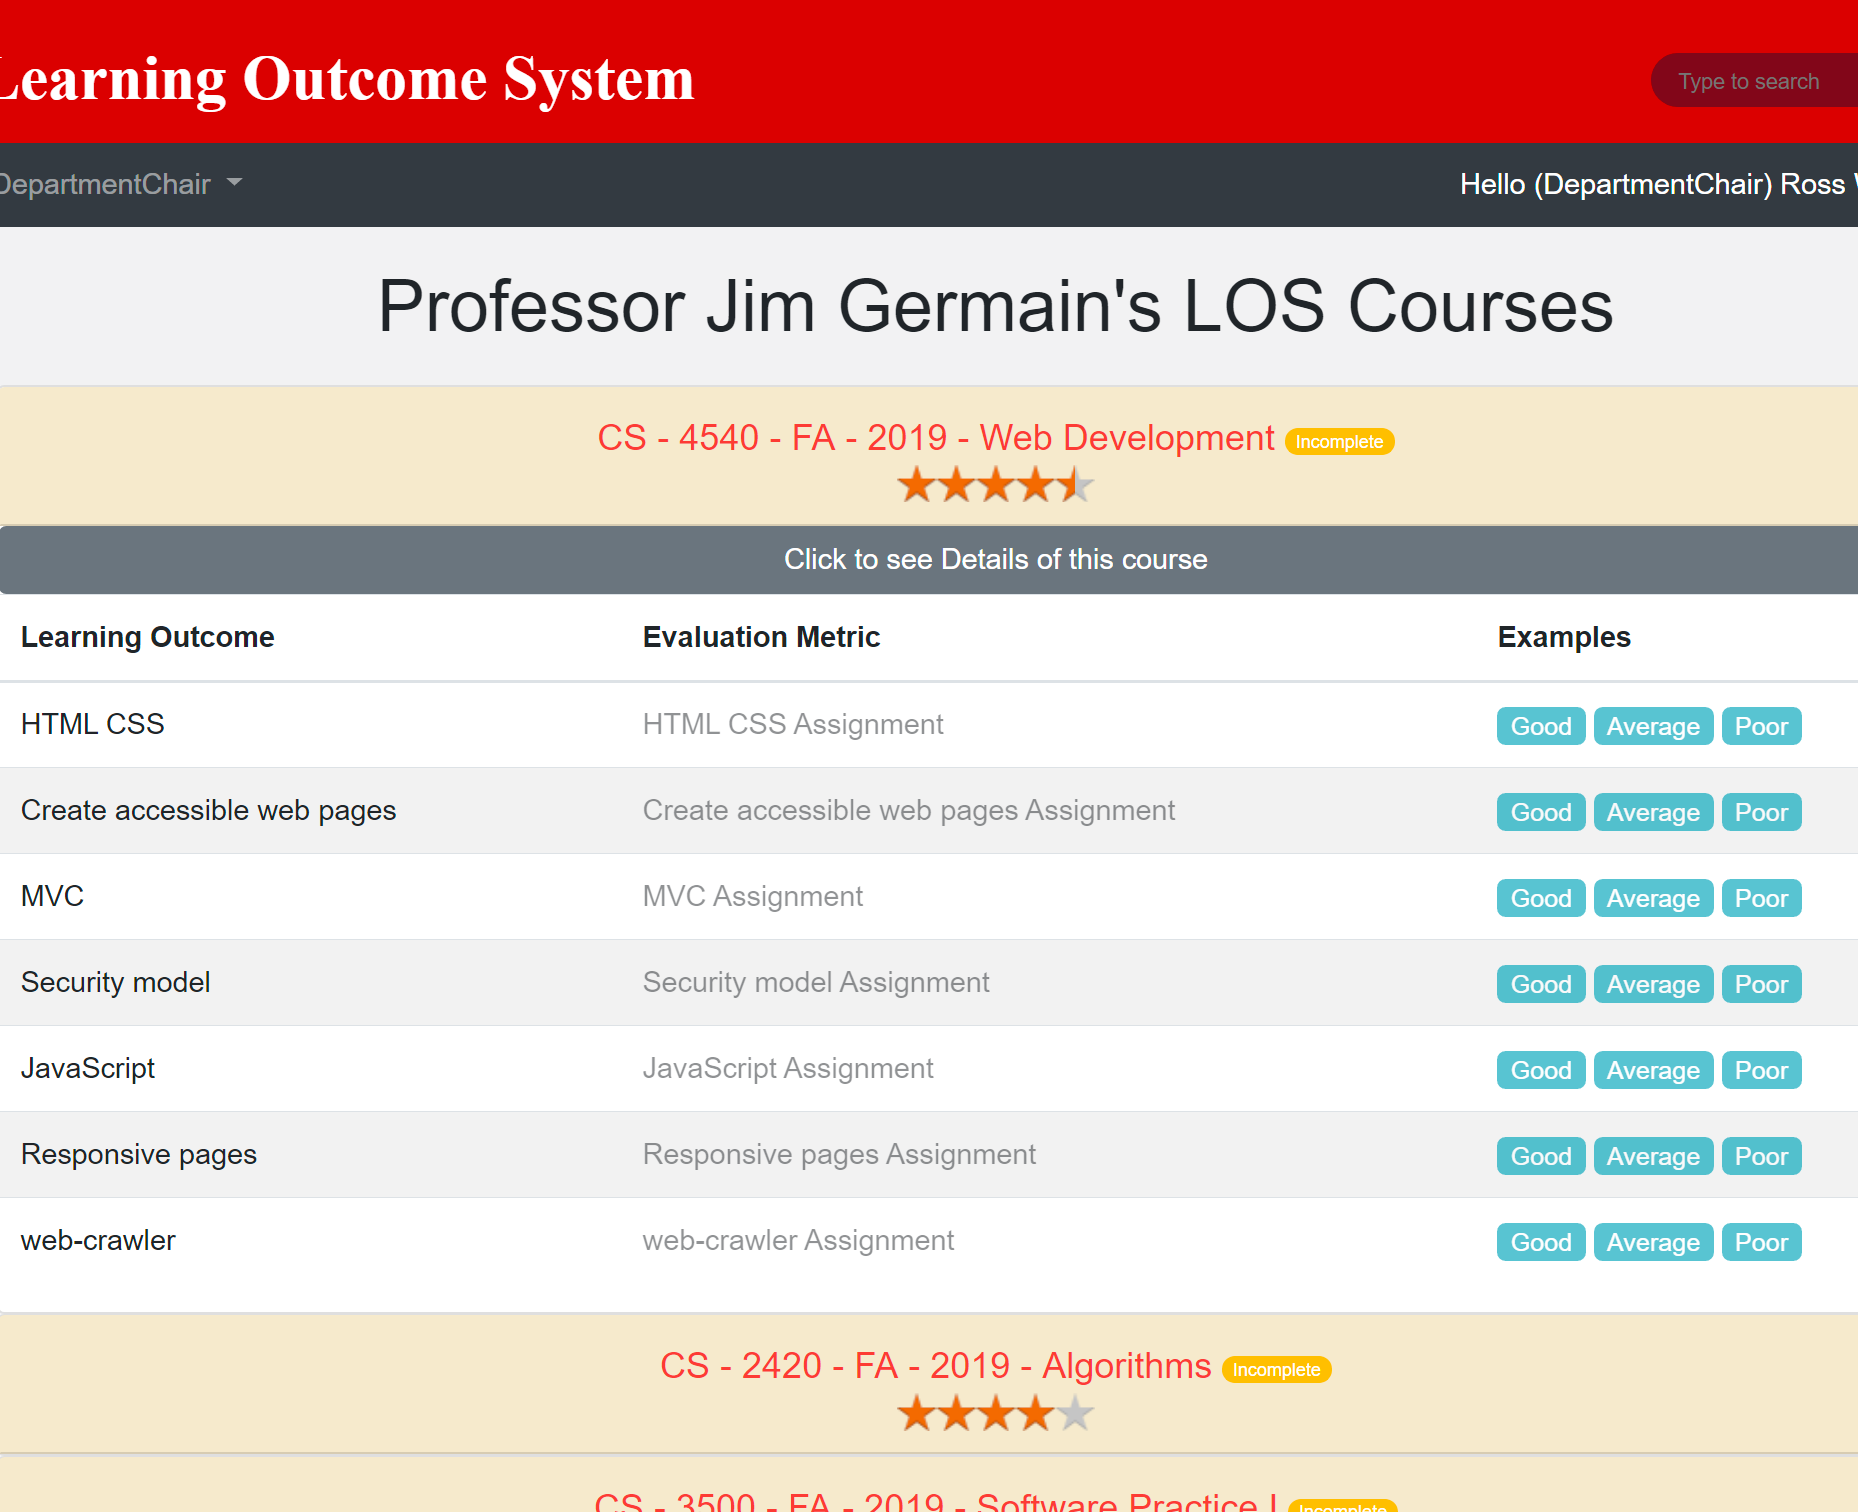 Learning Outcome System
Type to search
DepartmentChair
Hello (DepartmentChair) Ross
Professor Jim Germain's LOS Courses
CS - 4540 - FA - 2019 - Web Development Incomplete
Click to see Details of this course
Learning Outcome Evaluation Metric Examples
HTML CSS HTML CSS Assignment Good Average Poor
Create accessible web pages Create accessible web pages Assignment Good Average Poor
MVC MVC Assignment Good Average Poor
Security model Security model Assignment Good Average Poor
JavaScript JavaScript Assignment Good Average Poor
Responsive pages Responsive pages Assignment Good Average Poor
web-crawler web-crawler Assignment Good Average Poor
CS - 2420 - FA - 2019 - Algorithms Incomplete
CS - 3500 - FA - 2019 - Software Practice I Incomplete